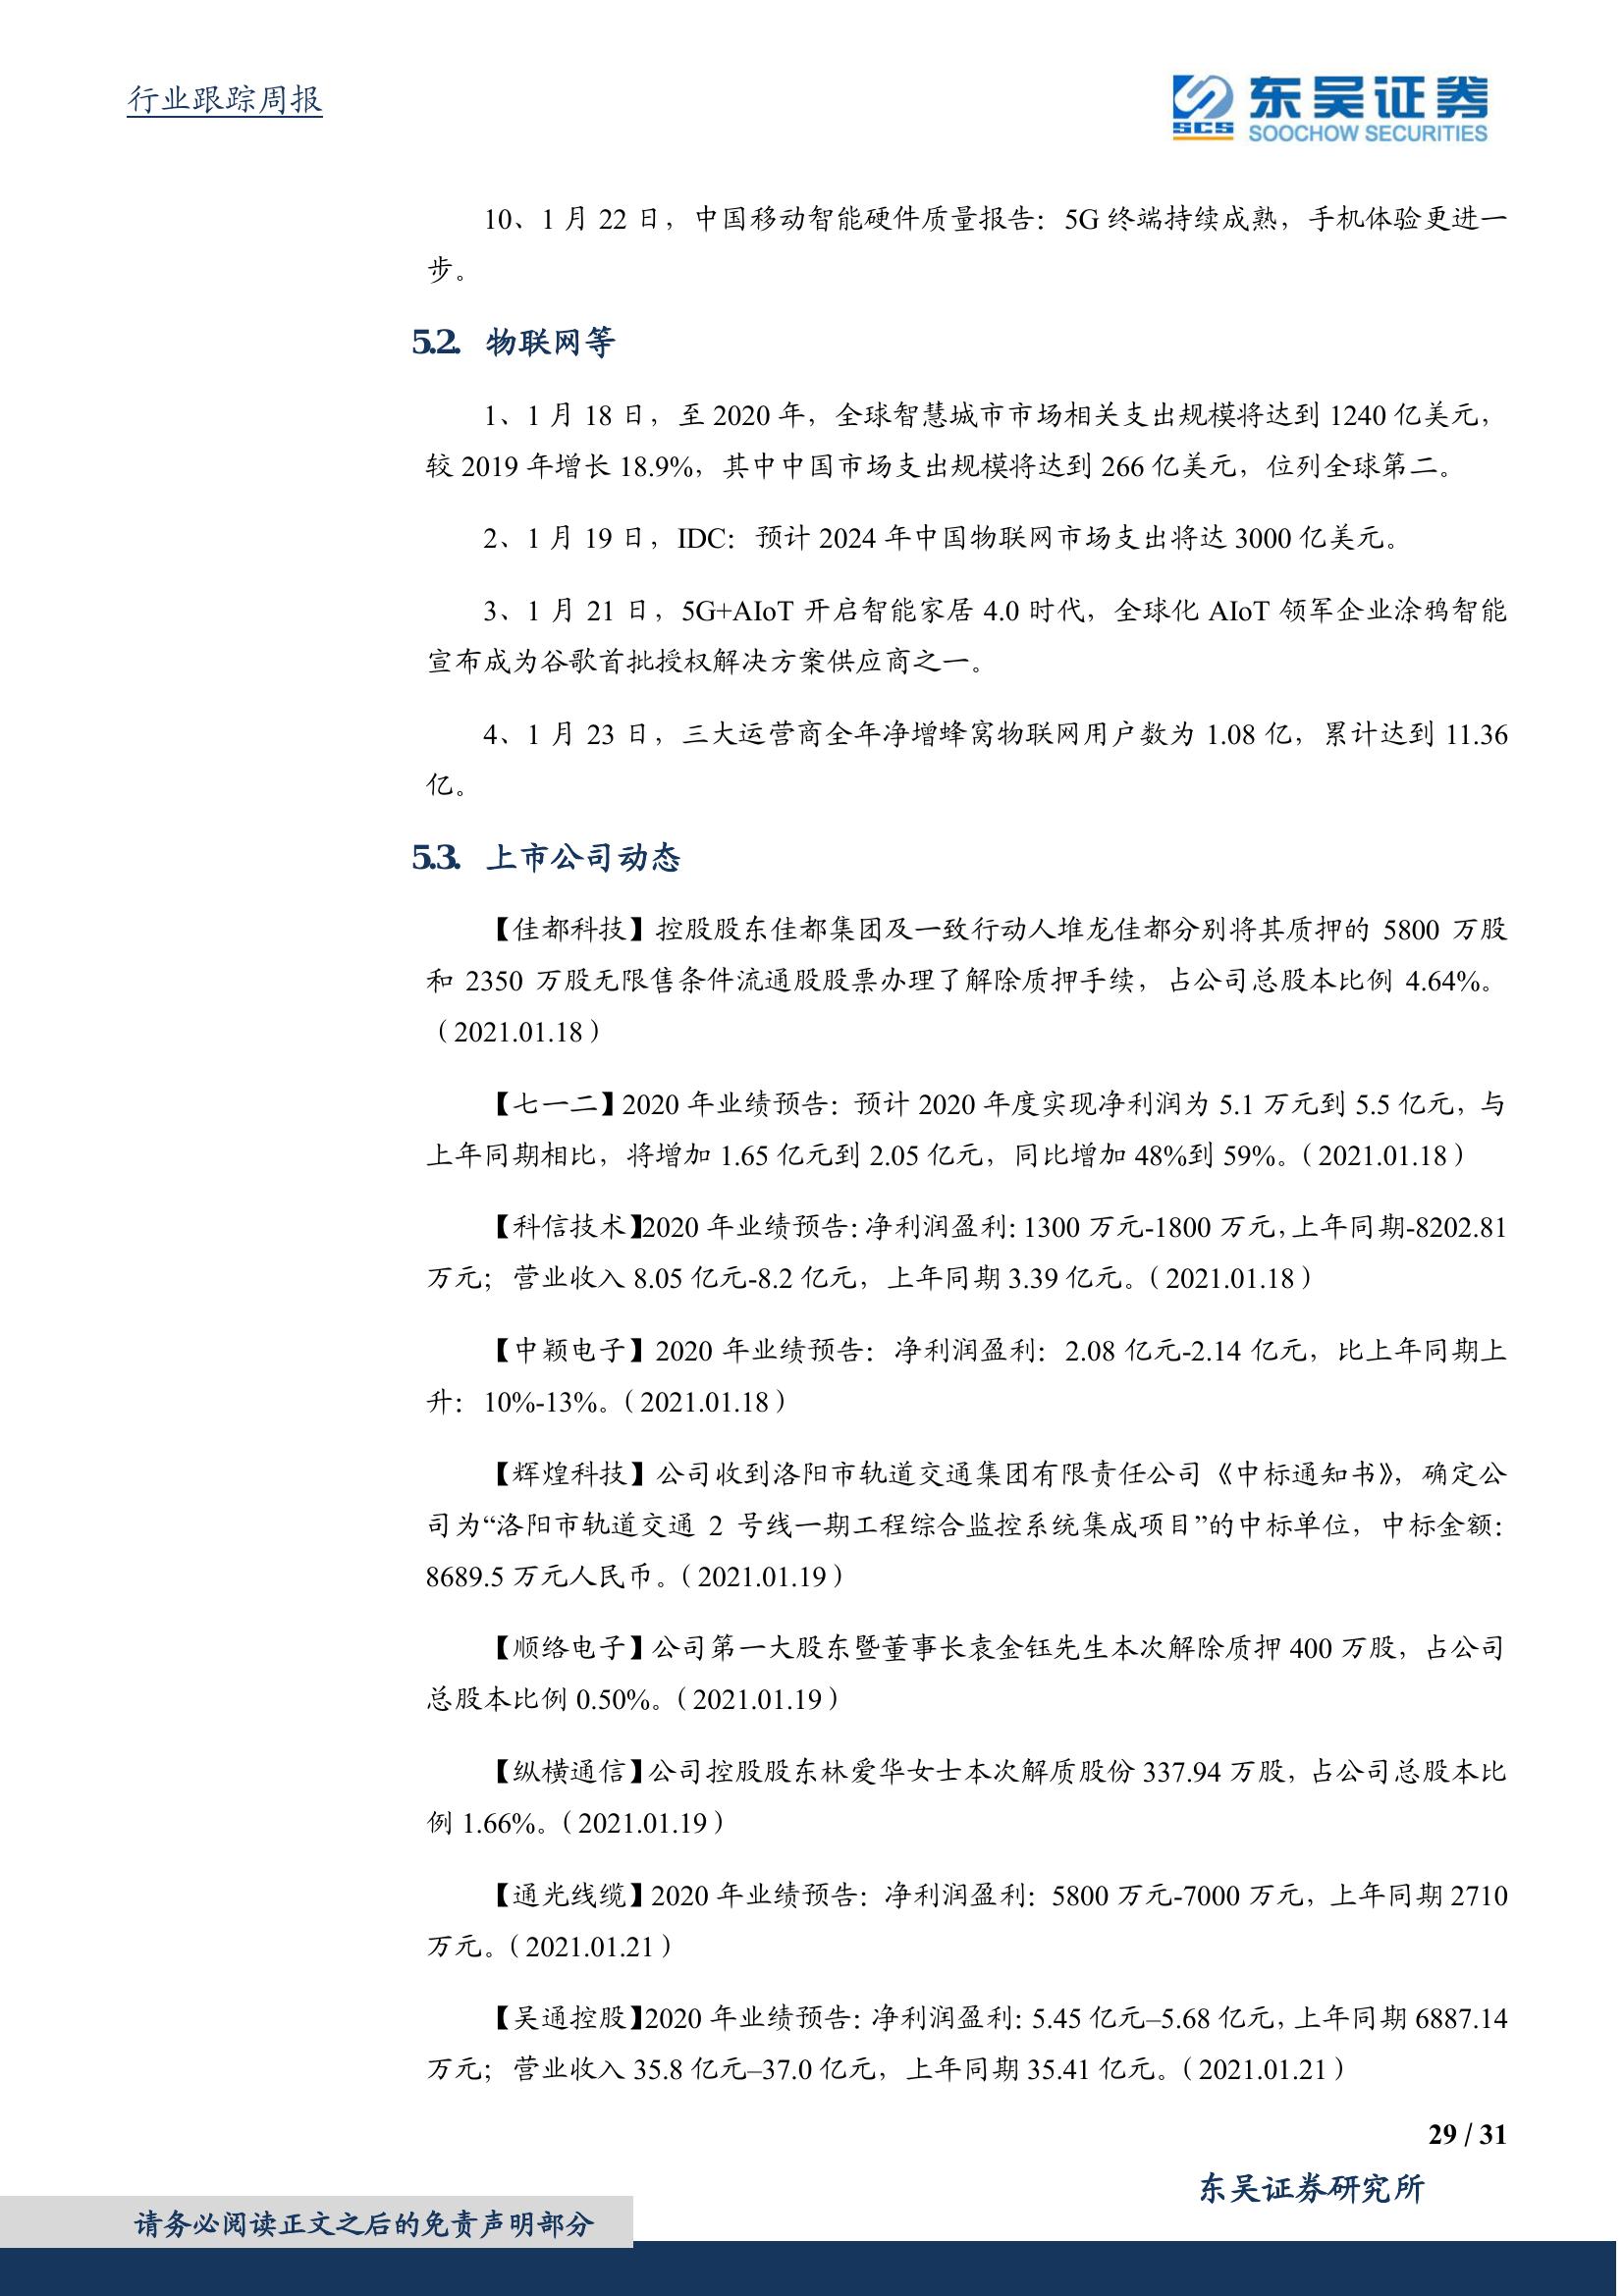 行业跟踪周报
SCS 东吴证券
SOOCHOW SECURITIES
10、1 月 22 日，中国移动智能硬件质量报告：5G 终端持续成熟，手机体验更进一
步。
5.2. 物联网等
1、1 月 18 日，至 2020 年，全球智慧城市市场相关支出规模将达到 1240 亿美元，
较 2019 年增长 18.9%，其中中国市场支出规模将达到 266 亿美元，位列全球第二。
2、1 月 19 日，IDC：预计 2024 年中国物联网市场支出将达 3000 亿美元。
3、1 月 21 日，5G+AIoT 开启智能家居 4.0 时代，全球化 AIoT 领军企业涂鸦智能
宣布成为谷歌首批授权解决方案供应商之一。
4、1 月 23 日，三大运营商全年净增蜂窝物联网用户数为 1.08 亿，累计达到 11.36
亿。
5.3. 上市公司动态
【佳都科技】控股股东佳都集团及一致行动人堆龙佳都分别将其质押的 5800 万股
和 2350 万股无限售条件流通股股票办理了解除质押手续，占公司总股本比例 4.64%。
（2021.01.18）
【七一二】2020 年业绩预告：预计 2020 年度实现净利润为 5.1 万元到 5.5 亿元，与
上年同期相比，将增加 1.65 亿元到 2.05 亿元，同比增加 48%到 59%。（2021.01.18）
【科信技术】2020 年业绩预告：净利润盈利：1300 万元-1800 万元，上年同期-8202.81
万元；营业收入 8.05 亿元-8.2 亿元，上年同期 3.39 亿元。（2021.01.18）
【中颖电子】2020 年业绩预告：净利润盈利：2.08 亿元-2.14 亿元，比上年同期上
升：10%-13%。（2021.01.18）
【辉煌科技】公司收到洛阳市轨道交通集团有限责任公司《中标通知书》，确定公
司为“洛阳市轨道交通 2 号线一期工程综合监控系统集成项目”的中标单位，中标金额：
8689.5 万元人民币。（2021.01.19）
【顺络电子】公司第一大股东暨董事长袁金钰先生本次解除质押 400 万股，占公司
总股本比例 0.50%。（2021.01.19）
【纵横通信】公司控股股东林爱华女士本次解质股份 337.94 万股，占公司总股本比
例 1.66%。（2021.01.19）
【通光线缆】2020 年业绩预告：净利润盈利：5800 万元-7000 万元，上年同期 2710
万元。（2021.01.21）
【吴通控股】2020 年业绩预告：净利润盈利：5.45 亿元–5.68 亿元，上年同期 6887.14
万元；营业收入 35.8 亿元–37.0 亿元，上年同期 35.41 亿元。（2021.01.21）
29 / 31
东吴证券研究所
请务必阅读正文之后的免责声明部分